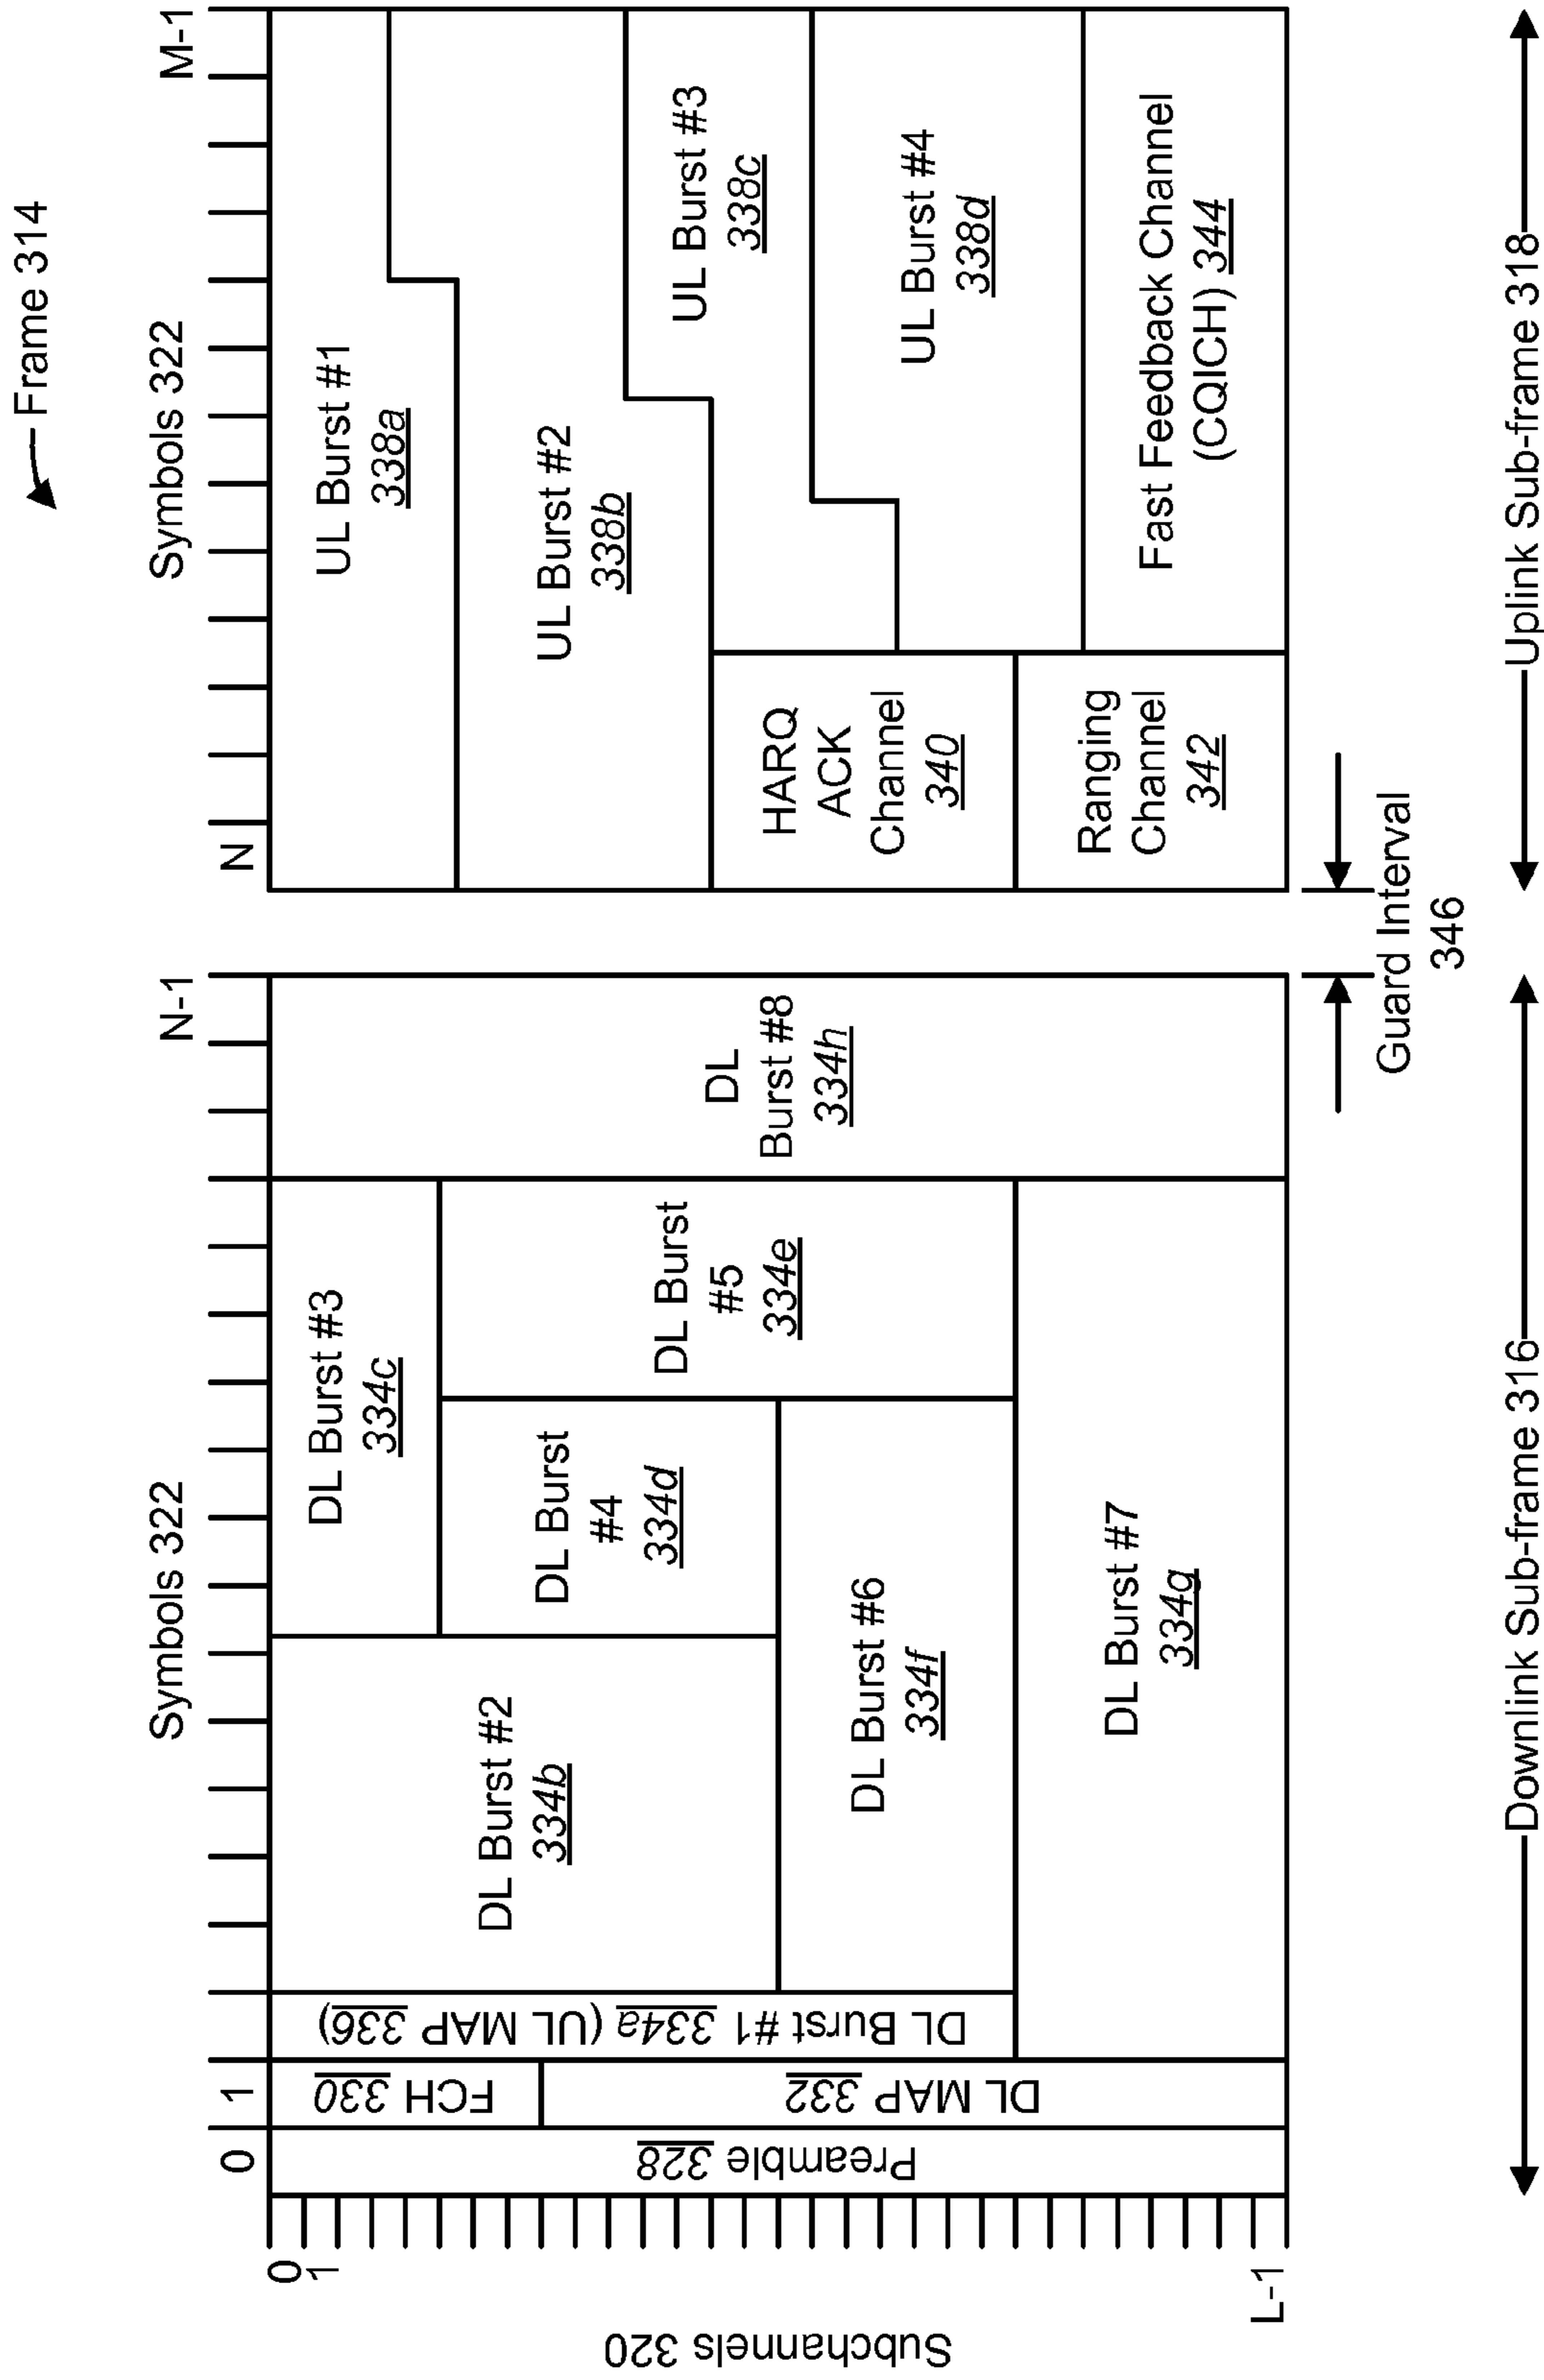 Frame 314
Symbols 322
Symbols 322
0
1
N-1
N
M-1
Subchannels 320
0
1
L-1
Preamble 328
FCH 330
DL MAP 332
DL Burst #1 334a (UL MAP 336)
DL Burst #2
334b
DL Burst #3
334c
DL Burst
#4
334d
DL Burst
#5
334e
DL Burst #6
334f
DL Burst #7
334g
DL
Burst #8
334h
UL Burst #1
338a
UL Burst #2
338b
UL Burst #3
338c
UL Burst #4
338d
HARQ
ACK
Channel
340
Ranging
Channel
342
Fast Feedback Channel
(CQICH) 344
Guard Interval
346
Downlink Sub-frame 316
Uplink Sub-frame 318